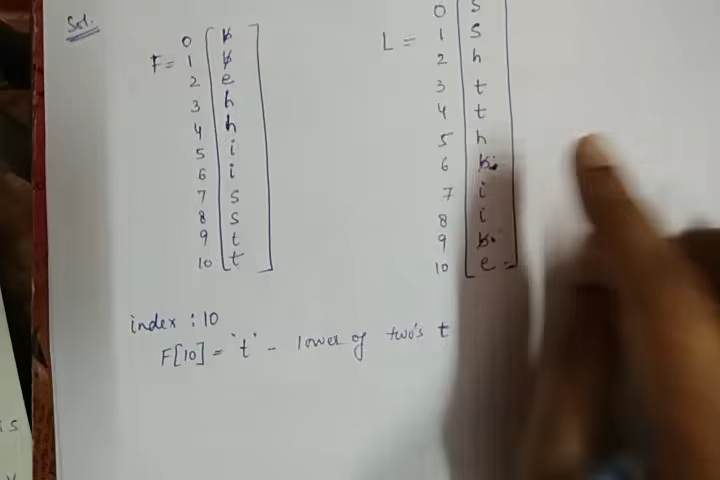 Sol.
F =
0 ƀ
1 ƀ
2 e
3 h
4 h
5 i
6 i
7 s
8 s
9 t
10 t
L =
0 s
1 s
2 h
3 t
4 t
5 h
6 ƀ
7 i
8 i
9 ƀ
10 e
index : 10
F[10] = 't' - lower of two's t
is